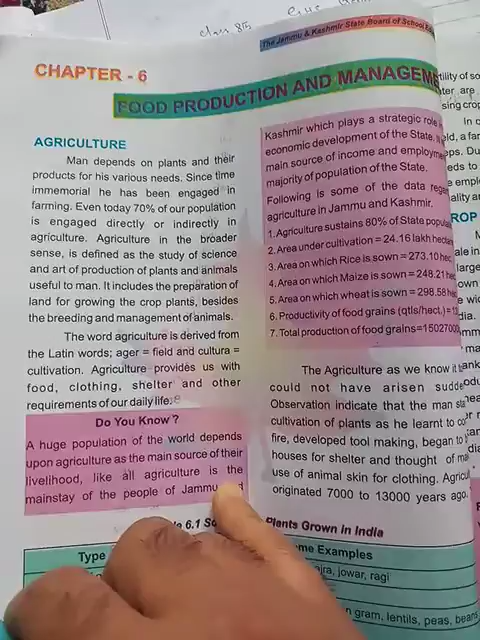 The Jammu & Kashmir State Board of School
CHAPTER - 6
FOOD PRODUCTION AND MANAGEM
AGRICULTURE
Man depends on plants and their
products for his various needs. Since time
immemorial he has been engaged in
farming. Even today 70% of our population
is engaged directly or indirectly in
agriculture. Agriculture in the broader
sense, is defined as the study of science
and art of production of plants and animals
useful to man. It includes the preparation of
land for growing the crop plants, besides
the breeding and management of animals.
The word agriculture is derived from
the Latin words; ager = field and cultura =
cultivation. Agriculture provides us with
food, clothing, shelter and other
requirements of our daily life.
Do You Know ?
A huge population of the world depends
upon agriculture as the main source of their
livelihood, like all agriculture is the
mainstay of the people of Jammu
Kashmir which plays a strategic role
economic development of the State.
main source of income and employme
majority of population of the State.
Following is some of the data rega
agriculture in Jammu and Kashmir.
1. Agriculture sustains 80% of State popula
2. Area under cultivation = 24.16 lakh hectare
3. Area on which Rice is sown = 273.10 hec
4. Area on which Maize is sown = 248.21 he
5. Area on which wheat is sown = 298.58 he
6. Productivity of food grains (qtls/hect.) =
7. Total production of food grains=15027000
The Agriculture as we know it
could not have arisen sudde
Observation indicate that the man sta
cultivation of plants as he learnt to co
fire, developed tool making, began to
houses for shelter and thought of ma
use of animal skin for clothing. Agricul
originated 7000 to 13000 years ago.
6.1 So
Plants Grown in India
Type
me Examples
ajra, jowar, ragi
gram, lentils, peas, beans